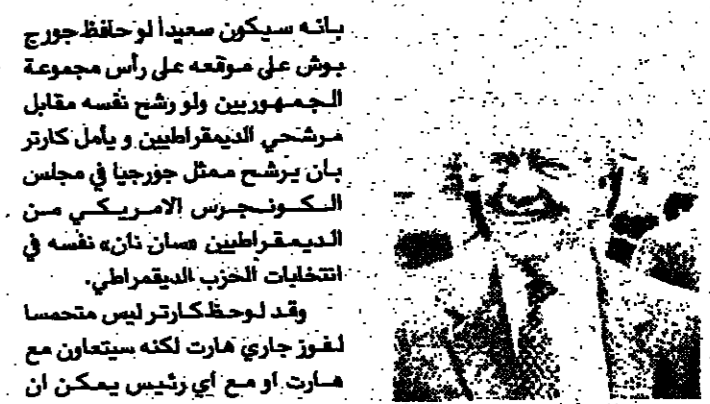 بانه سيكون سعيداً لو حافظ جورج
بوش على موقعه على رأس مجموعة
الجمهوريين ولو رشح نفسه مقابل
مرشحي الديمقراطيين و يأمل كارتر
بان يرشح ممثل جورجيا في مجلس
الكونجرس الامريكي من
الديمقراطيين «سان نان» نفسه في
انتخابات الحزب الديقمراطي.
وقد لوحظ كارتر ليس متحمسا
لفوز جاري هارت لكنه سيتعاون مع
هارت او مع أي رئيس يمكن ان